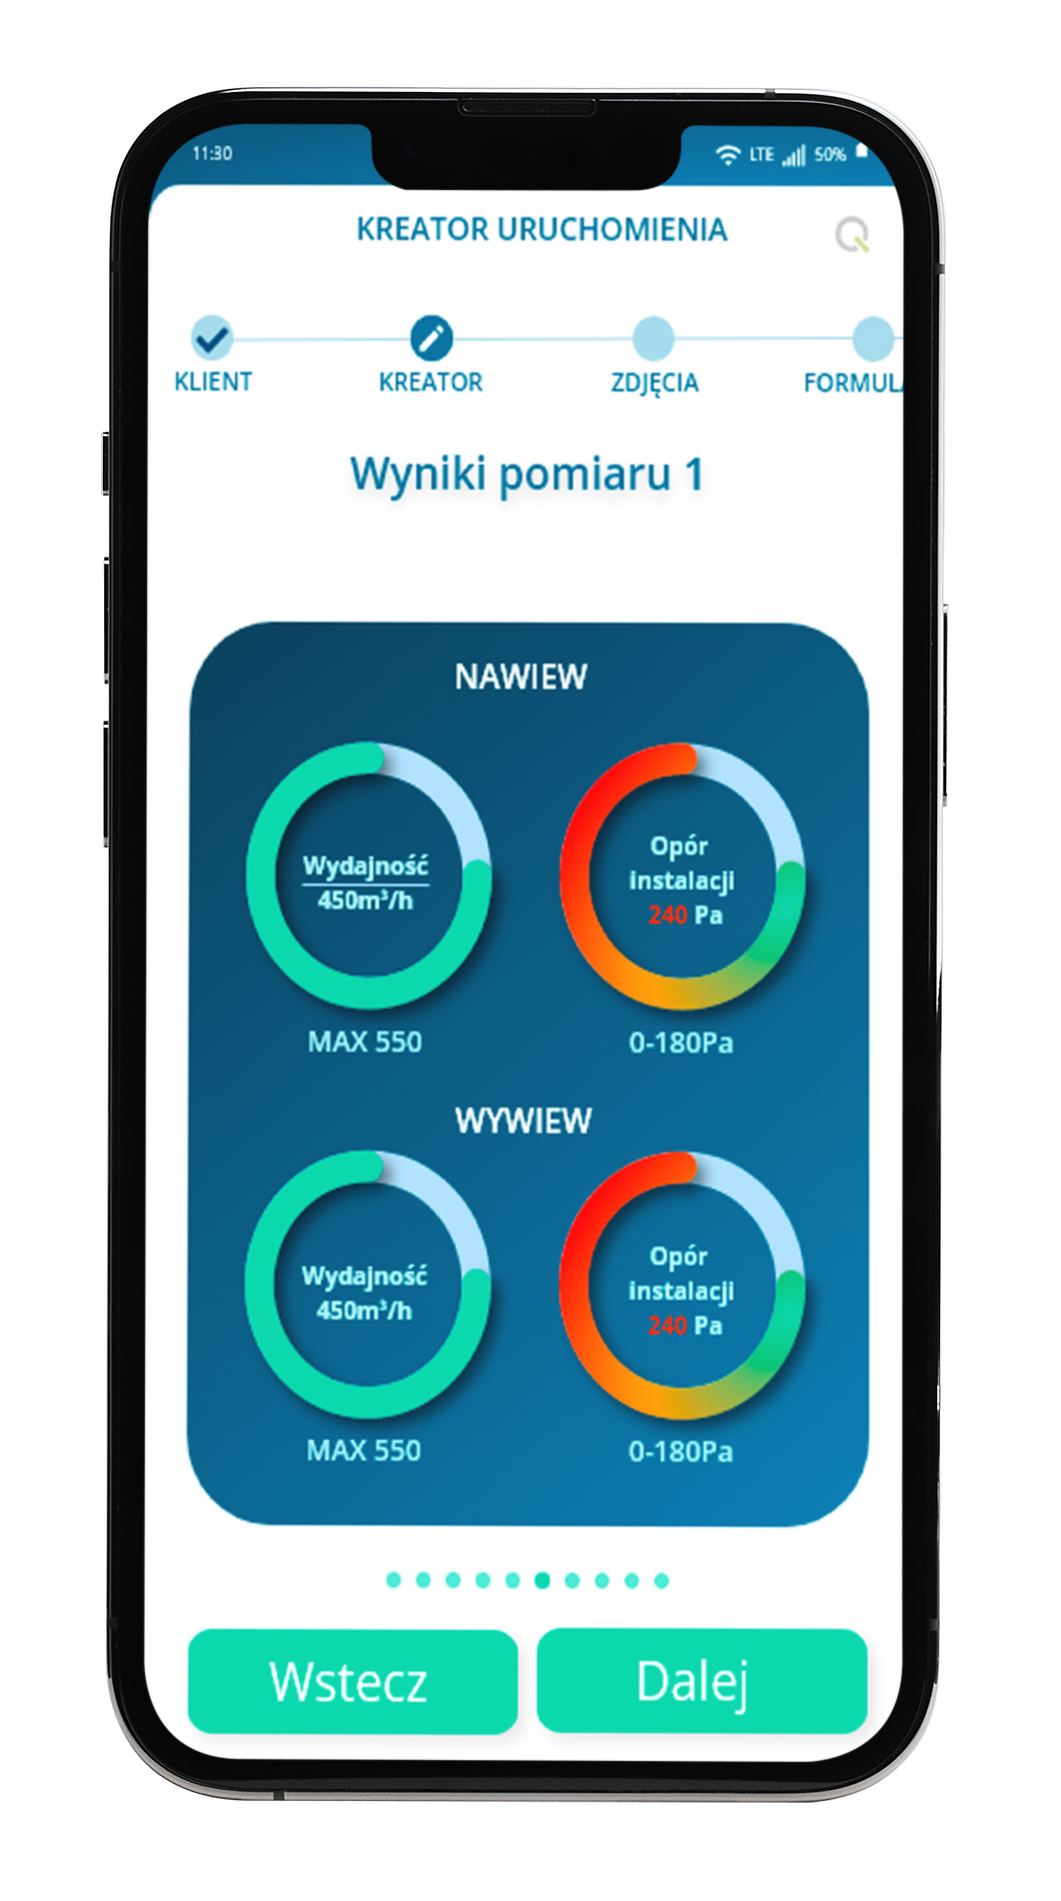 11:30
LTE 50%
KREATOR URUCHOMIENIA
KLIENT KREATOR ZDJĘCIA FORMUL
Wyniki pomiaru 1
NAWIEW
Wydajność
450m³/h
Opór
instalacji
240 Pa
MAX 550
0-180Pa
WYWIEW
Wydajność
450m³/h
Opór
instalacji
240 Pa
MAX 550
0-180Pa
Wstecz
Dalej